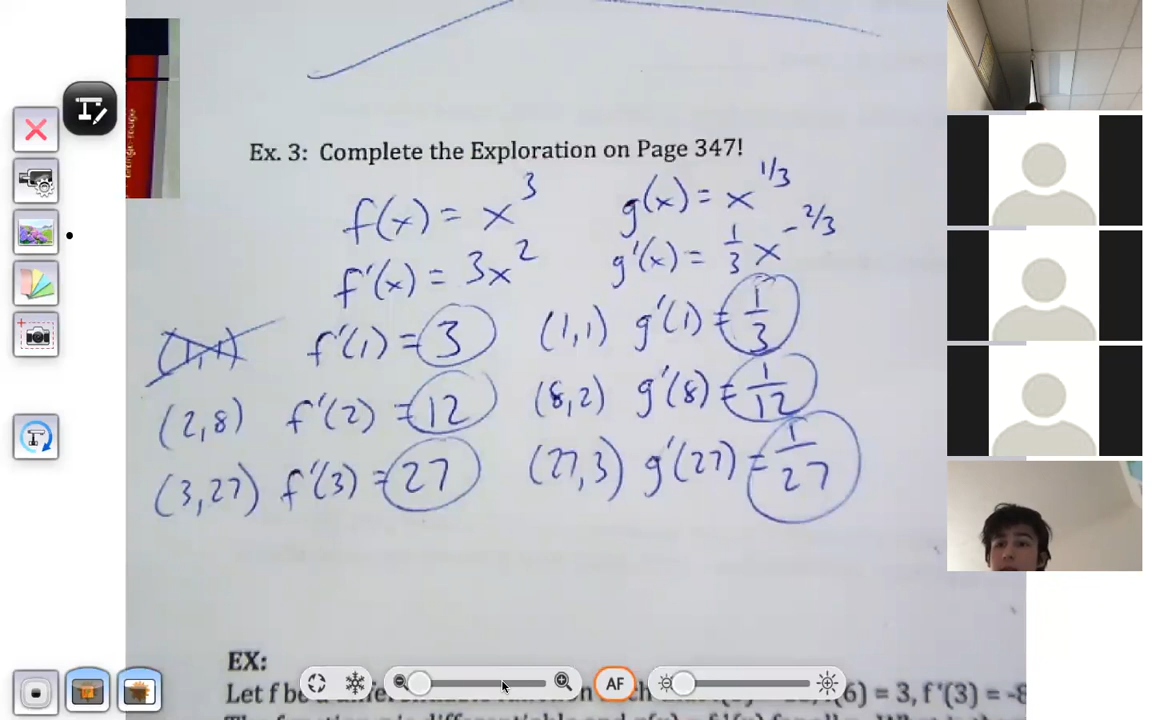 Ex. 3: Complete the Exploration on Page 347!
f(x) = x^3
g(x) = x^{1/3}
f'(x) = 3x^2
g'(x) = 1/3 x^{-2/3}
(1,1) f'(1) = 3
(1,1) g'(1) = 1/3
(2,8) f'(2) = 12
(8,2) g'(8) = 1/12
(3,27) f'(3) = 27
(27,3) g'(27) = 1/27
EX:
Let f be a 6) = 3, f'(3) = -8
AF